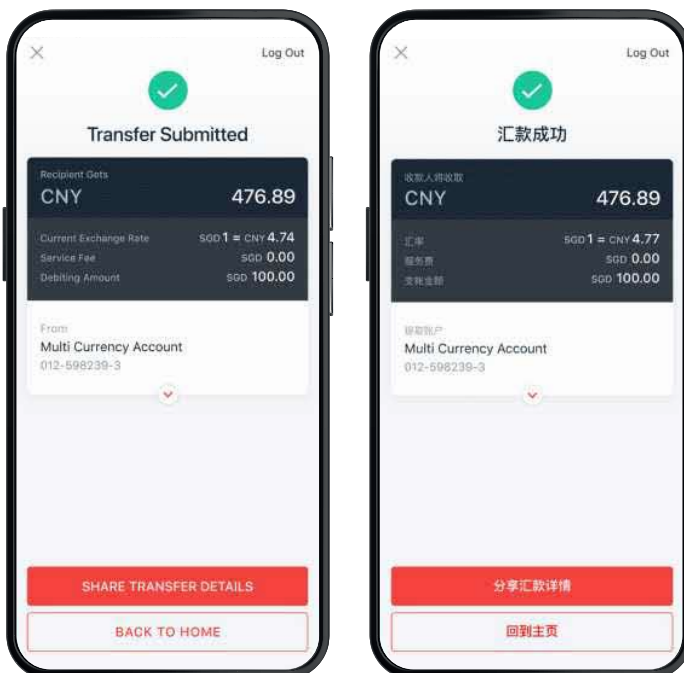 Log Out
Transfer Submitted
Recipient Gets
CNY 476.89
Current Exchange Rate SGD 1 = CNY 4.74
Service Fee SGD 0.00
Debiting Amount SGD 100.00
From
Multi Currency Account
012-598239-3
SHARE TRANSFER DETAILS
BACK TO HOME
Log Out
汇款成功
收款人将收取
CNY 476.89
汇率 SGD 1 = CNY 4.77
服务费 SGD 0.00
支账金额 SGD 100.00
Multi Currency Account
012-598239-3
分享汇款详情
回到主页